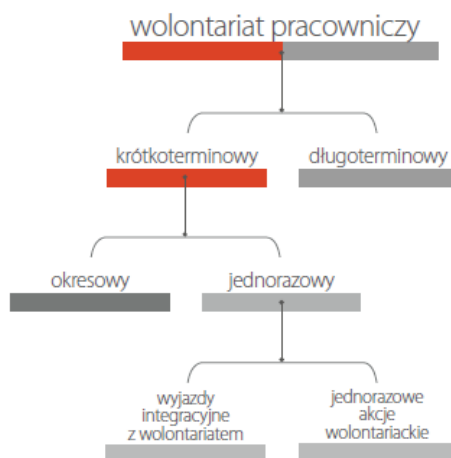 wolontariat pracowniczy
krótkoterminowy
długoterminowy
okresowy
jednorazowy
wyjazdy
integracyjne
z wolontariatem
jednorazowe
akcje
wolontariackie